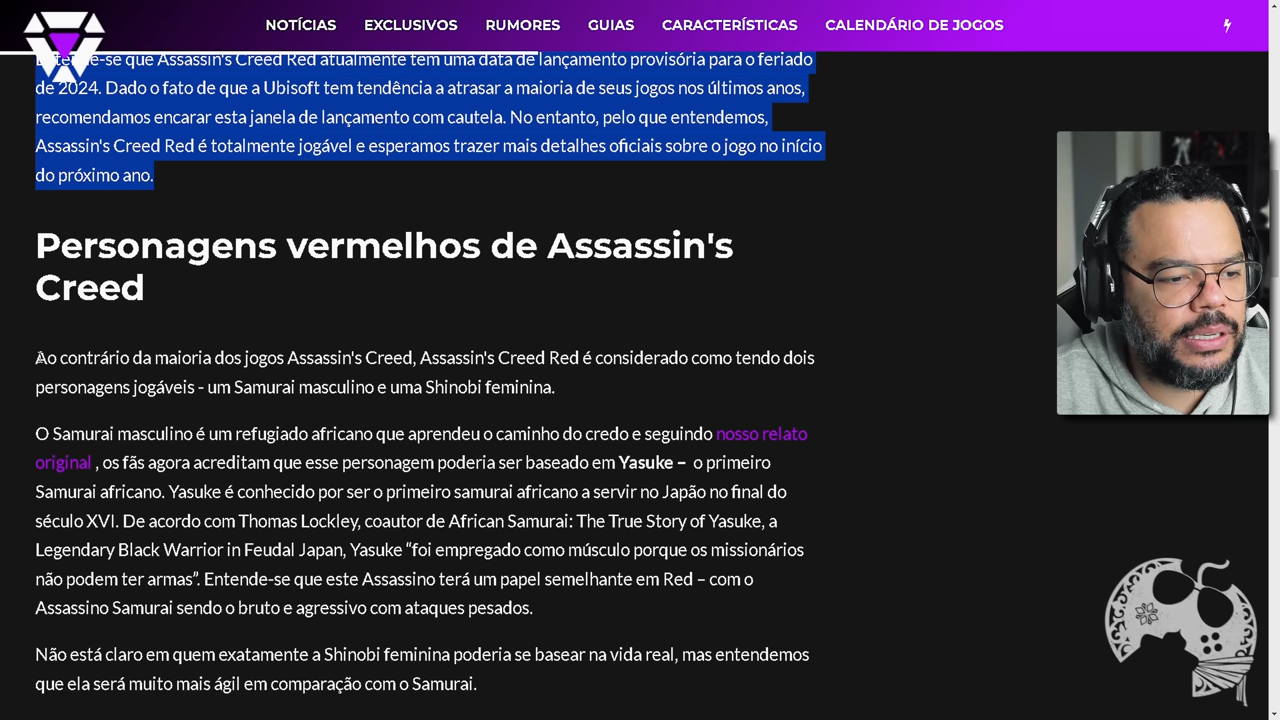 NOTÍCIAS EXCLUSIVOS RUMORES GUIAS CARACTERÍSTICAS CALENDÁRIO DE JOGOS
que Assassin's Creed Red atualmente tem uma data de lançamento provisória para o feriado
de 2024. Dado o fato de que a Ubisoft tem tendência a atrasar a maioria de seus jogos nos últimos anos,
recomendamos encarar esta janela de lançamento com cautela. No entanto, pelo que entendemos,
Assassin's Creed Red é totalmente jogável e esperamos trazer mais detalhes oficiais sobre o jogo no início
do próximo ano.
Personagens vermelhos de Assassin's
Creed
Ao contrário da maioria dos jogos Assassin's Creed, Assassin's Creed Red é considerado como tendo dois
personagens jogáveis - um Samurai masculino e uma Shinobi feminina.
O Samurai masculino é um refugiado africano que aprendeu o caminho do credo e seguindo nosso relato
original , os fãs agora acreditam que esse personagem poderia ser baseado em Yasuke – o primeiro
Samurai africano. Yasuke é conhecido por ser o primeiro samurai africano a servir no Japão no final do
século XVI. De acordo com Thomas Lockley, coautor de African Samurai: The True Story of Yasuke, a
Legendary Black Warrior in Feudal Japan, Yasuke “foi empregado como músculo porque os missionários
não podem ter armas”. Entende-se que este Assassino terá um papel semelhante em Red – com o
Assassino Samurai sendo o bruto e agressivo com ataques pesados.
Não está claro em quem exatamente a Shinobi feminina poderia se basear na vida real, mas entendemos
que ela será muito mais ágil em comparação com o Samurai.